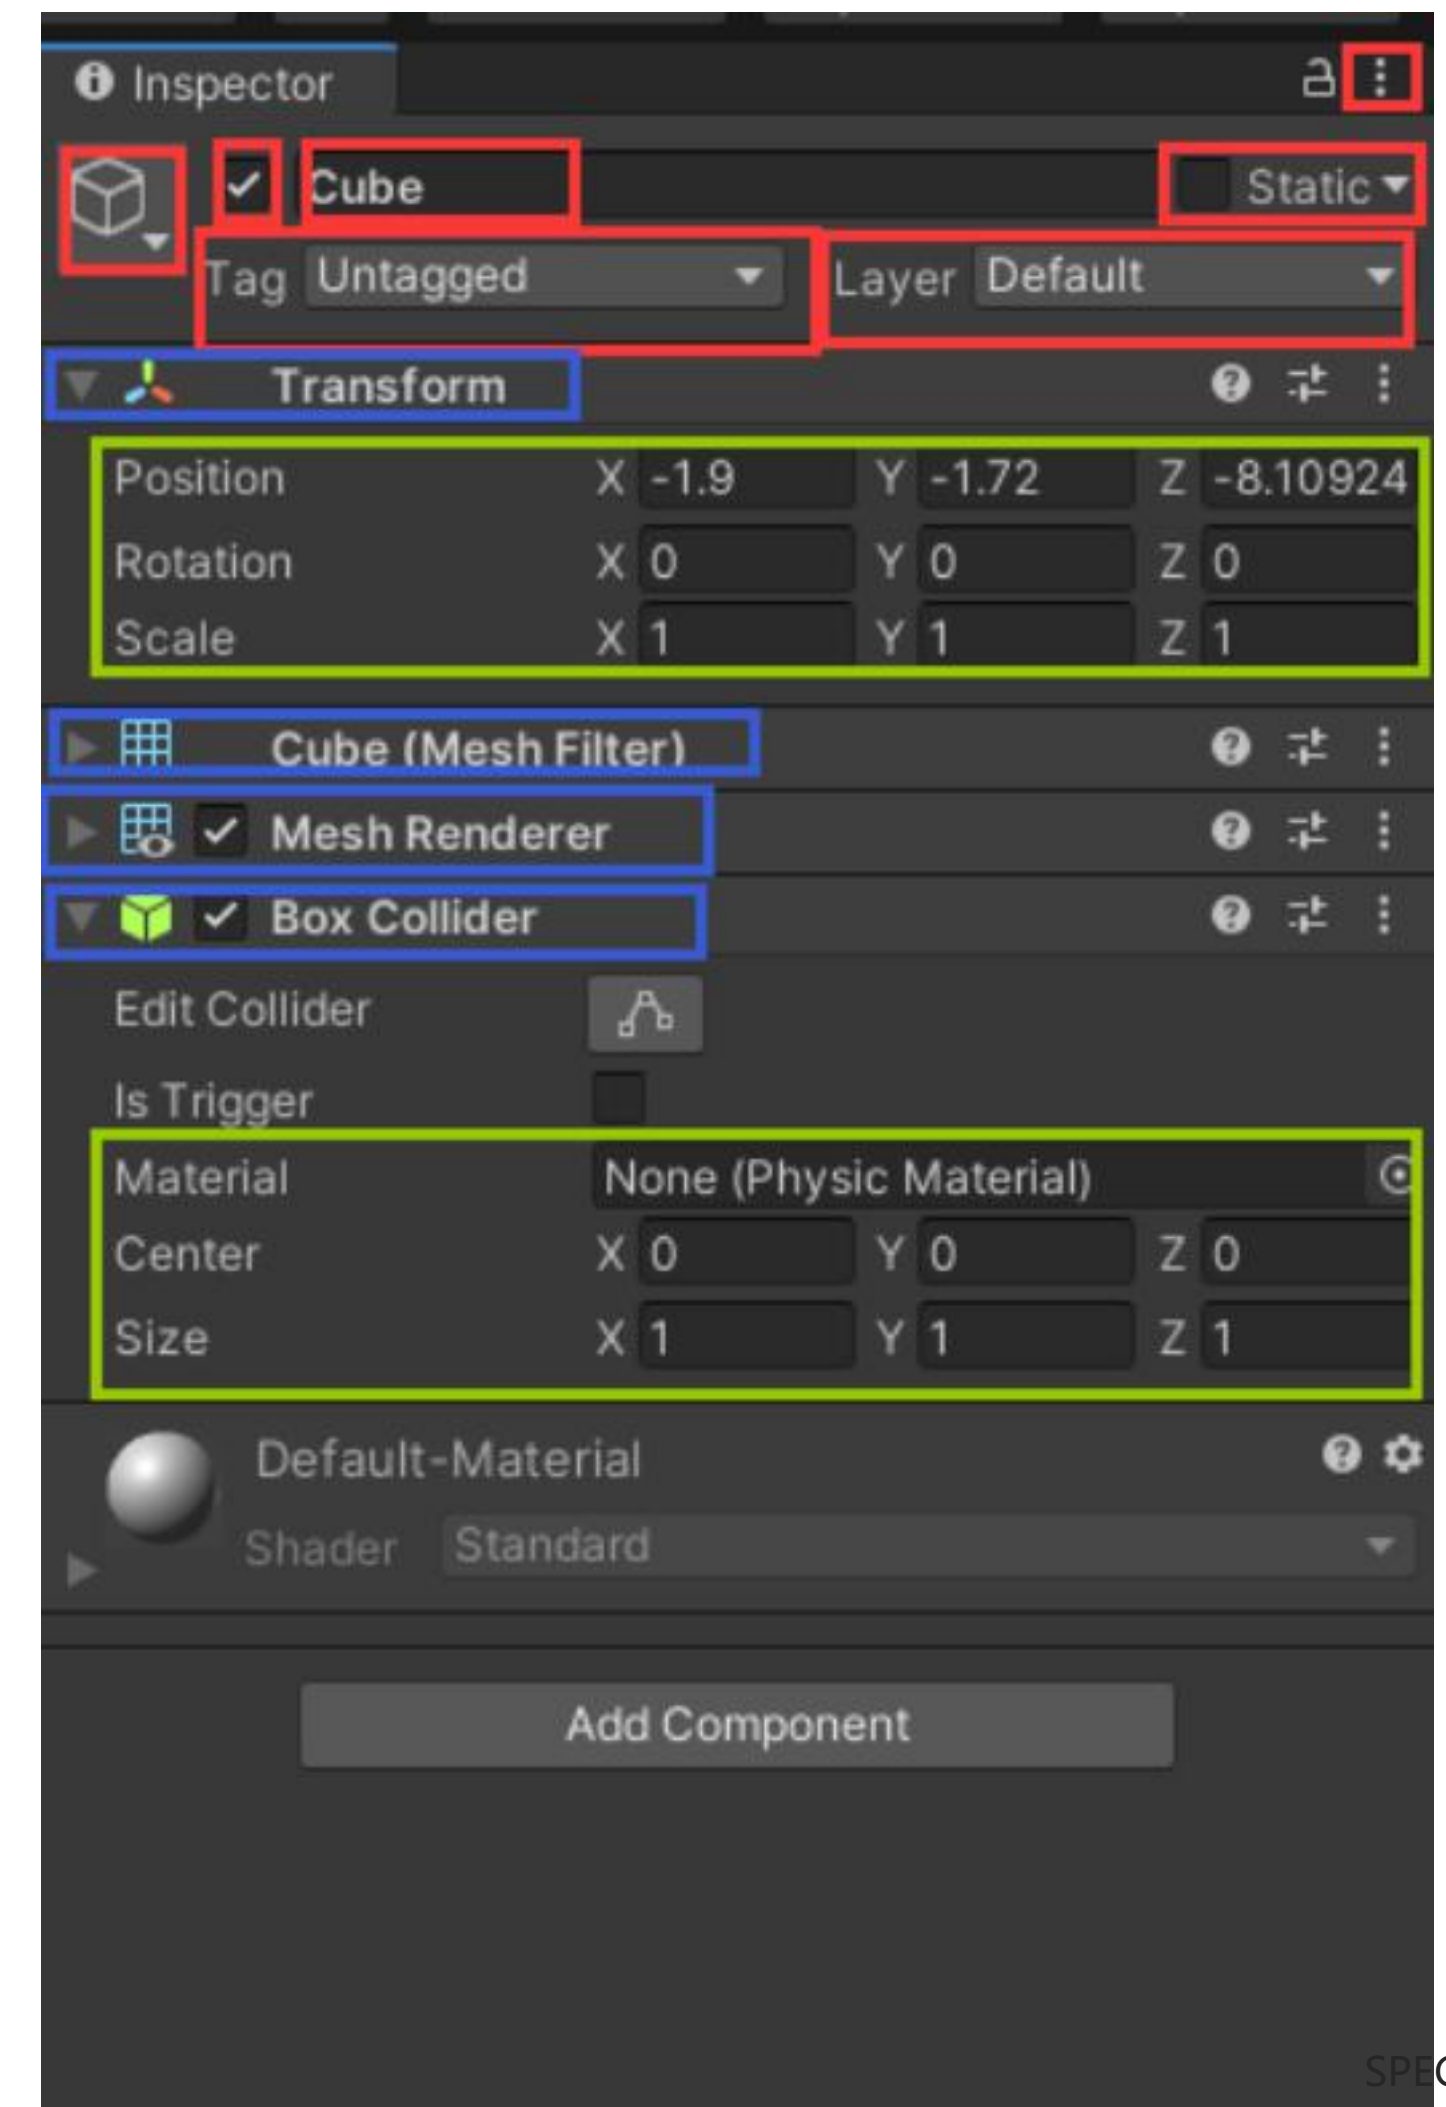 Inspector
Cube Static
Tag Untagged Layer Default
Transform
Position X -1.9 Y -1.72 Z -8.10924
Rotation X 0 Y 0 Z 0
Scale X 1 Y 1 Z 1
Cube (Mesh Filter)
Mesh Renderer
Box Collider
Edit Collider
Is Trigger
Material None (Physic Material)
Center X 0 Y 0 Z 0
Size X 1 Y 1 Z 1
Default-Material
Shader Standard
Add Component